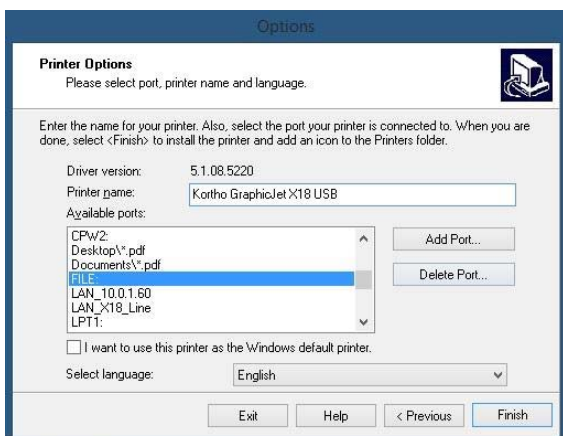 Options
Printer Options
Please select port, printer name and language.
Enter the name for your printer. Also, select the port your printer is connected to. When you are
done, select <Finish> to install the printer and add an icon to the Printers folder.
Driver version: 5.1.08.5220
Printer name: Kortho GraphicJet X18 USB
Available ports:
CPW2:
Desktop\*.pdf
Documents\*.pdf
FILE:
LAN_10.0.1.60
LAN_X18_Line
LPT1:
Add Port...
Delete Port...
I want to use this printer as the Windows default printer.
Select language: English
Exit Help < Previous Finish